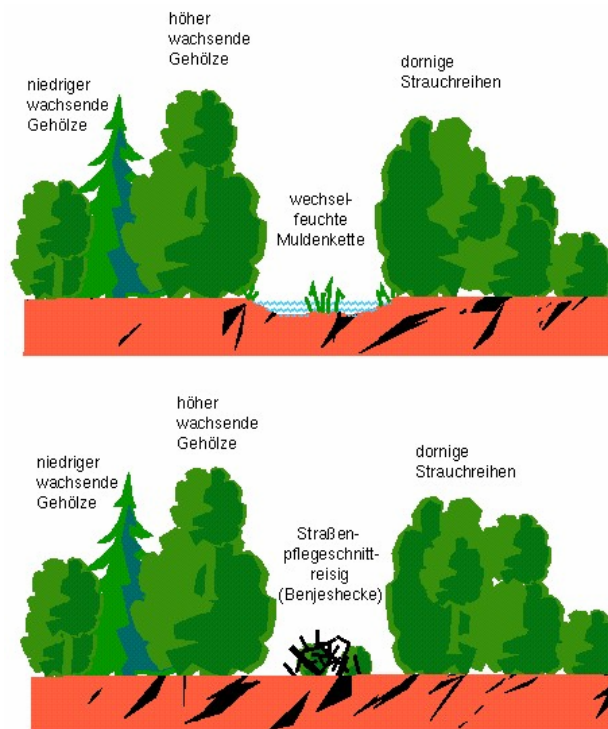 höher
wachsende
Gehölze
dornige
Strauchreihen
niedriger
wachsende
Gehölze
wechsel-
feuchte
Muldenkette
höher
wachsende
Gehölze
dornige
Strauchreihen
niedriger
wachsende
Gehölze
Straßen-
pflegeschnitt-
reisig
(Benjeshecke)